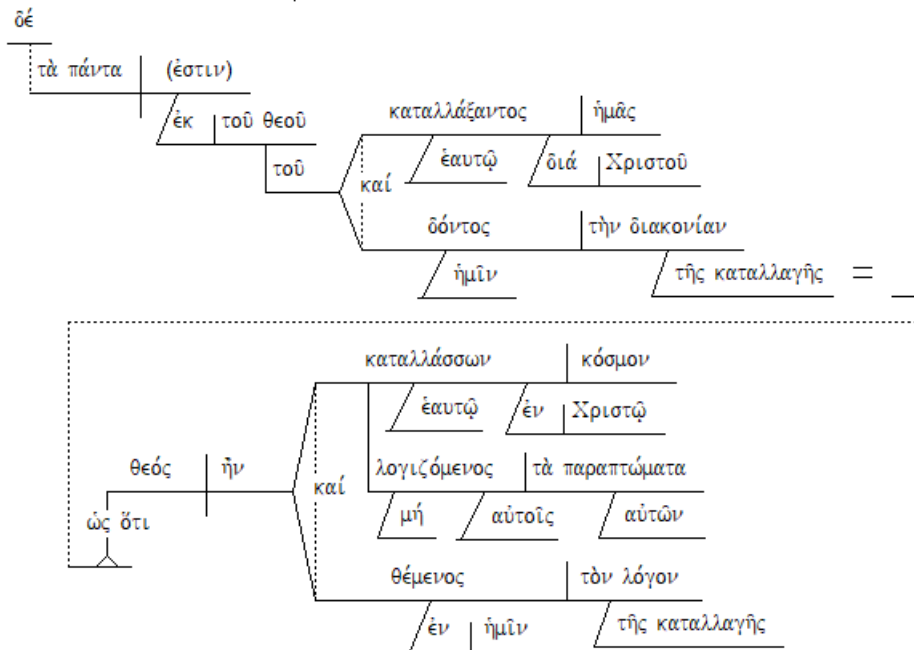 δέ
τὰ πάντα (ἐστιν)
ἐκ τοῦ θεοῦ καταλλάξαντος ἡμᾶς
τοῦ καί ἑαυτῷ διά Χριστοῦ
δόντος τὴν διακονίαν
ἡμῖν τῆς καταλλαγῆς =
καταλλάσσων κόσμον
ἑαυτῷ ἐν Χριστῷ
θεός ἦν καί λογιζόμενος τὰ παραπτώματα
ὡς ὅτι μή αὐτοῖς αὐτῶν
θέμενος τὸν λόγον
ἐν ἡμῖν τῆς καταλλαγῆς